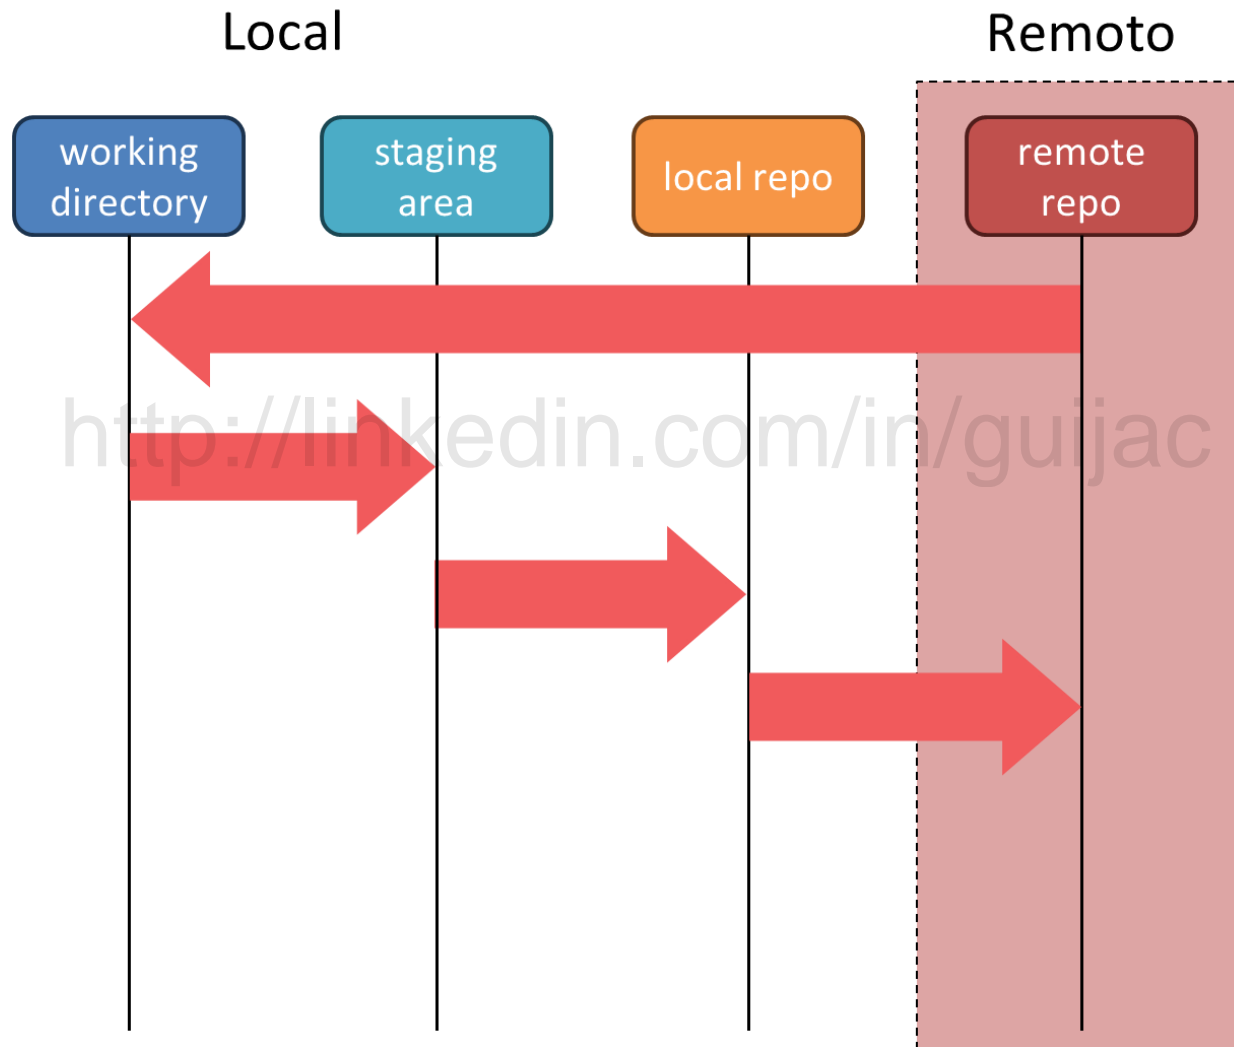 Local
Remoto
working
directory
staging
area
local repo
remote
repo
http://linkedin.com/in/guijac